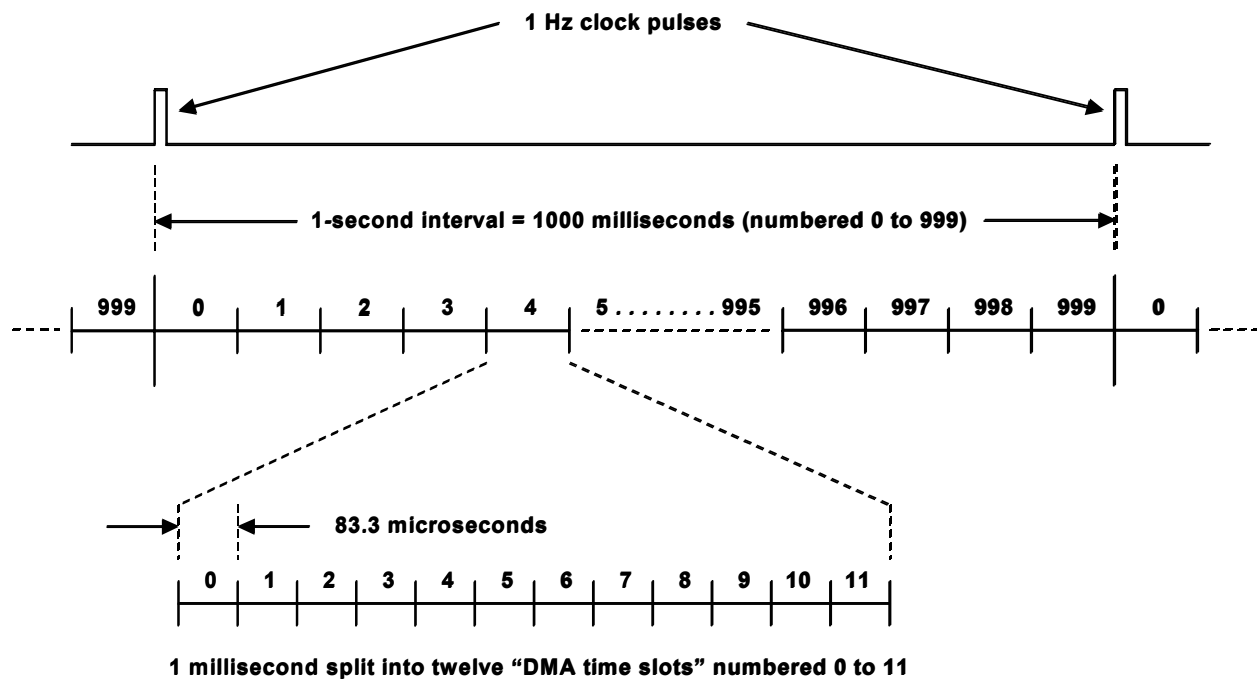 1 Hz clock pulses
1-second interval = 1000 milliseconds (numbered 0 to 999)
999 0 1 2 3 4 5 . . . . . . . . 995 996 997 998 999 0
83.3 microseconds
0 1 2 3 4 5 6 7 8 9 10 11
1 millisecond split into twelve “DMA time slots” numbered 0 to 11